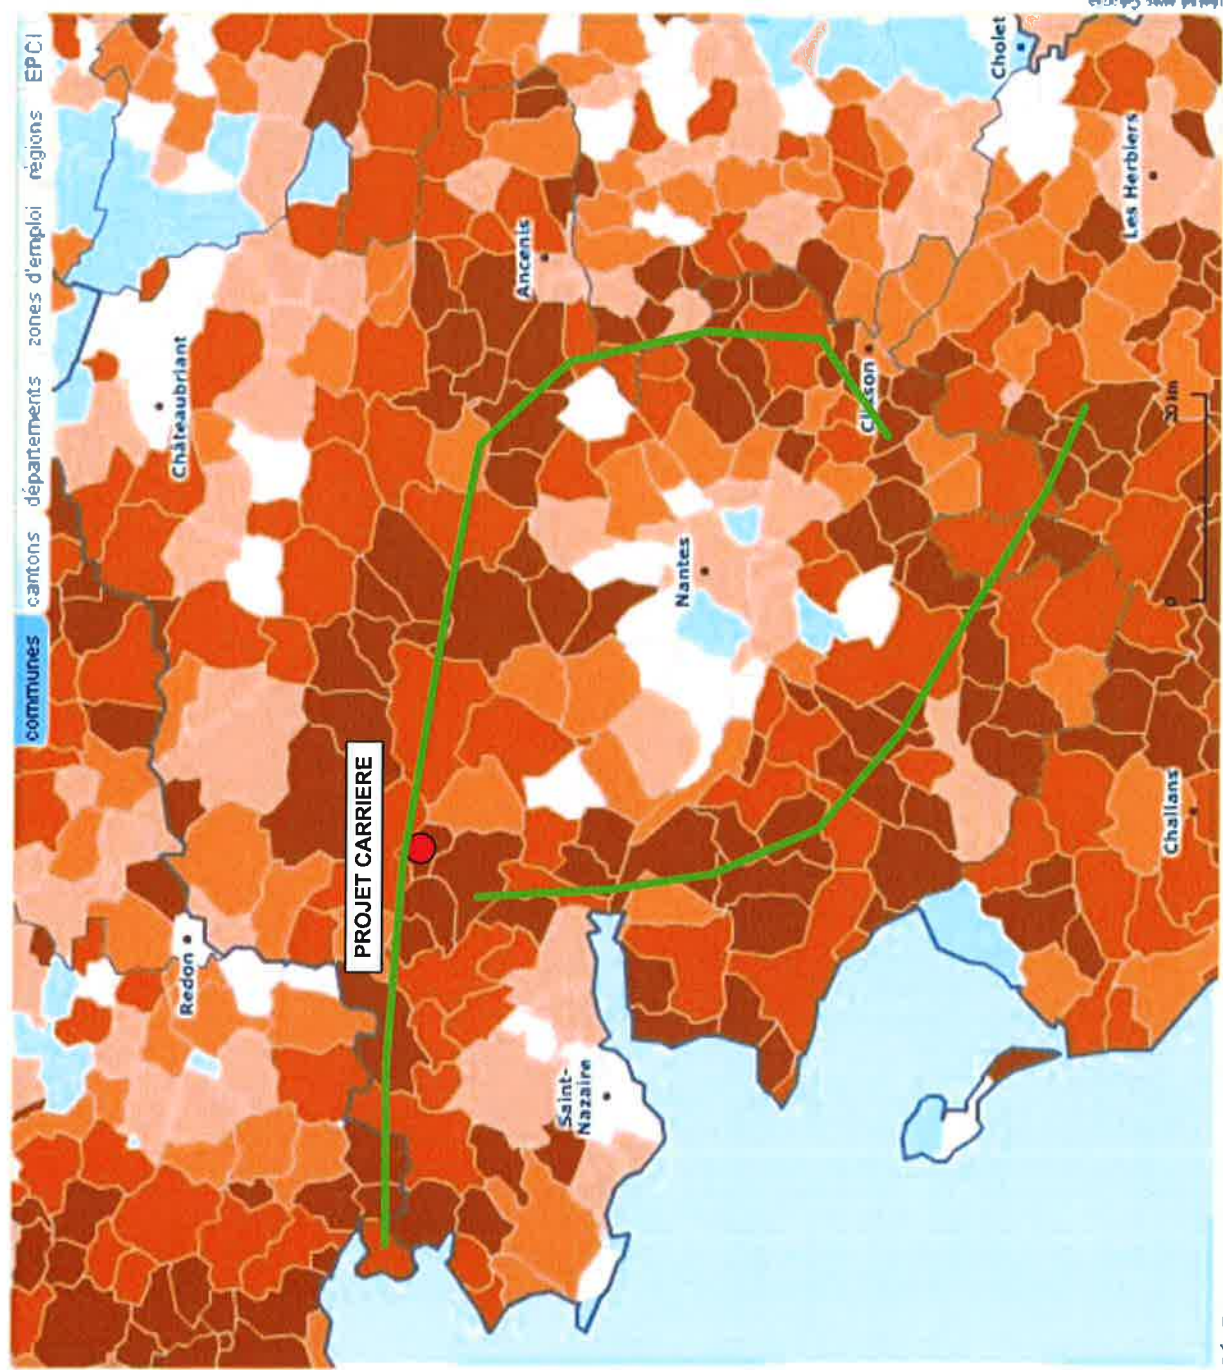 communes cantons départements zones d'emploi régions EPCI
Redon
Châteaubriant
PROJET CARRIERE
Saint-
Nazaire
Ancenis
Nantes
Clisson
Cholet
Les Herbiers
Challans
0
20 km